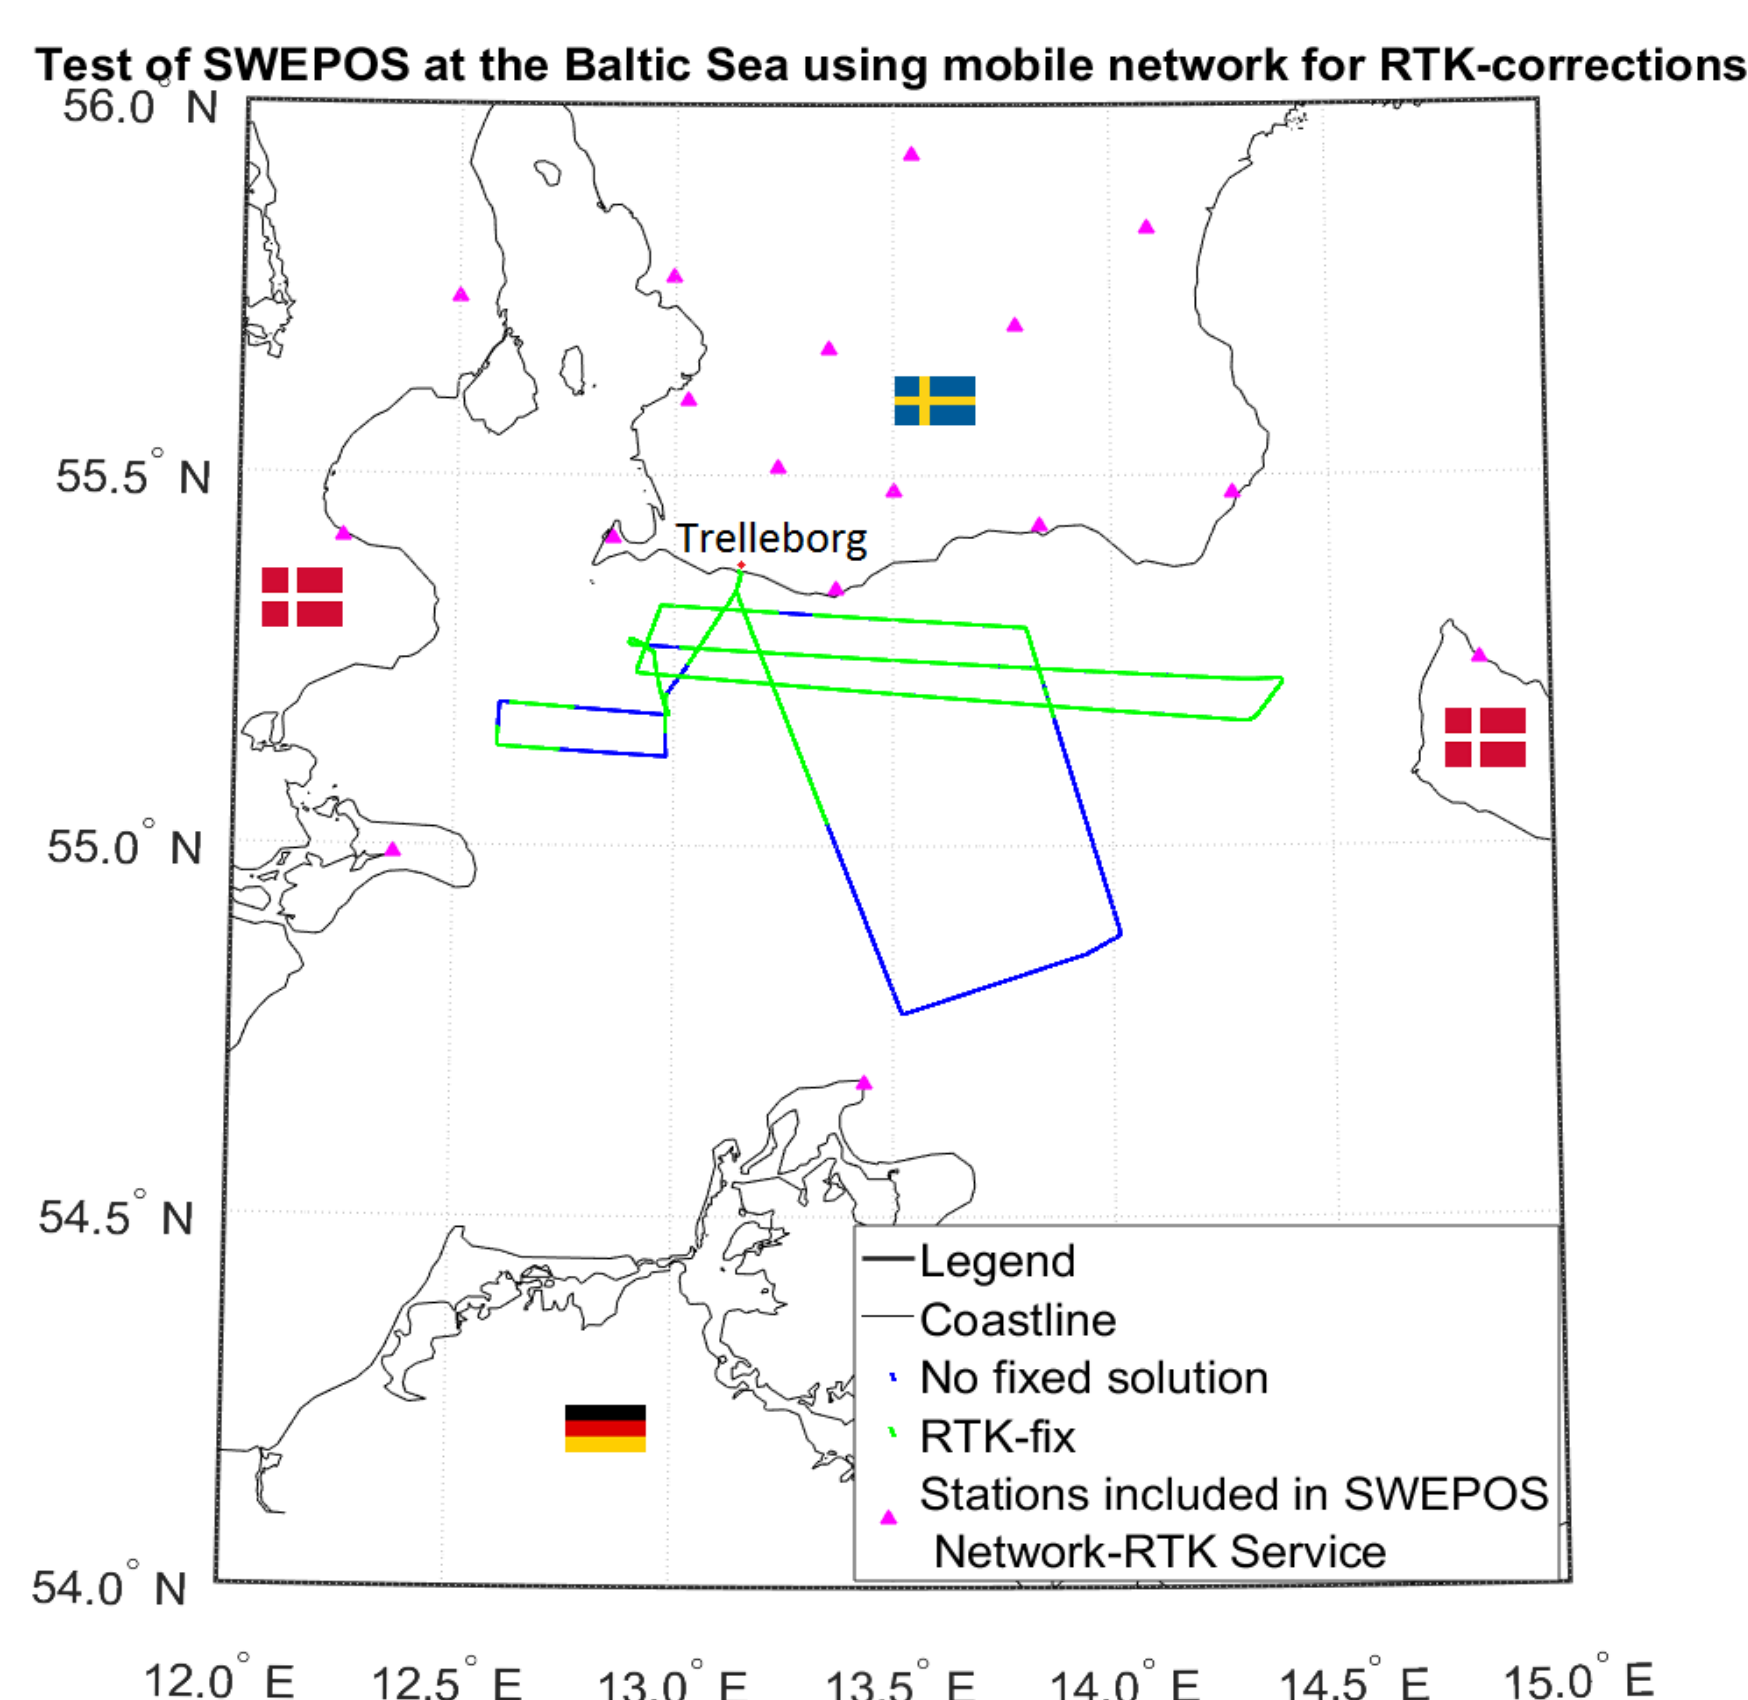 Test of SWEPOS at the Baltic Sea using mobile network for RTK-corrections
56.0° N
55.5° N
Trelleborg
55.0° N
54.5° N
Legend
Coastline
No fixed solution
RTK-fix
Stations included in SWEPOS
Network-RTK Service
54.0° N
12.0° E 12.5° E 13.0° E 13.5° E 14.0° E 14.5° E 15.0° E